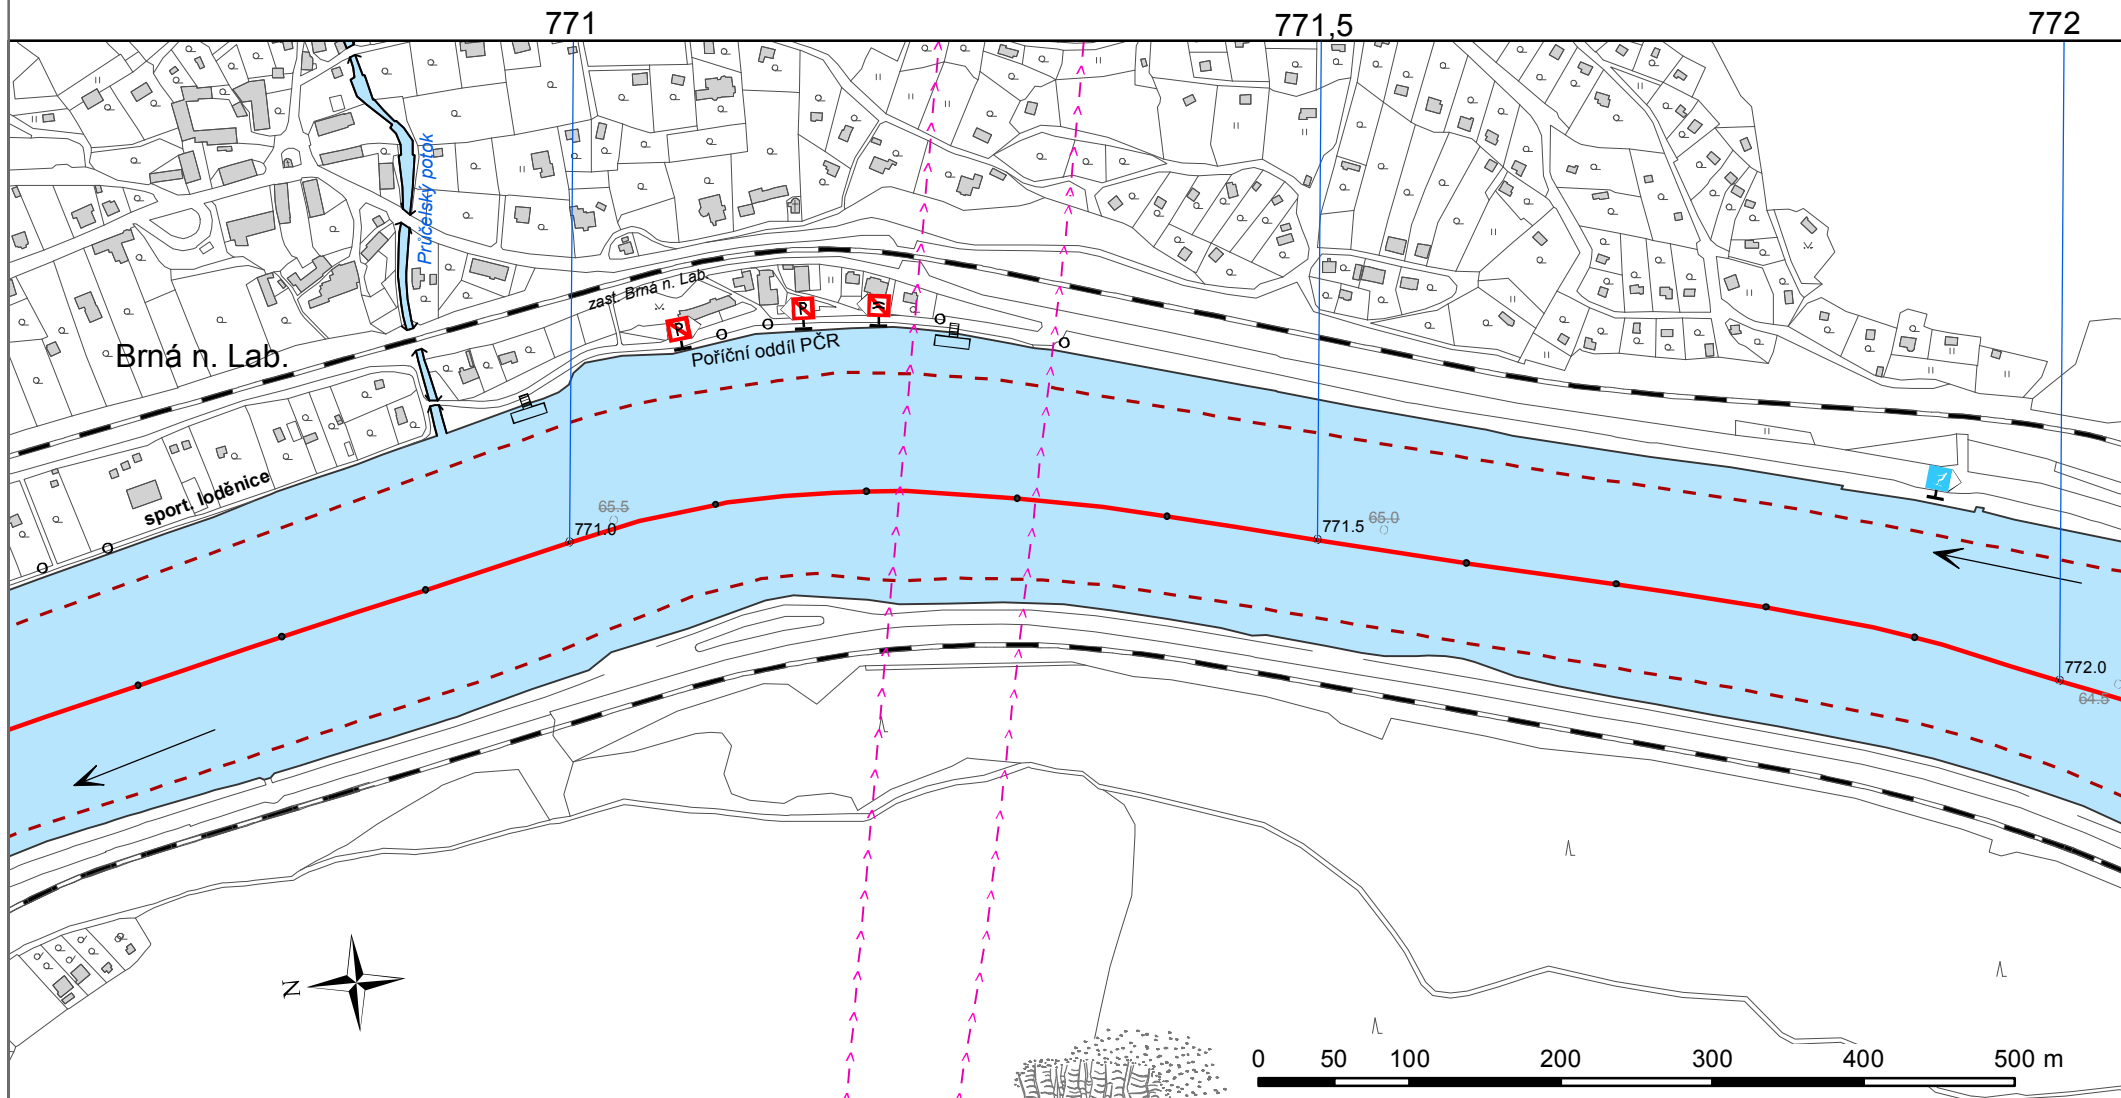 771
771,5
772
Průčelský potok
zast. Brná n. Lab.
P
P
Brná n. Lab.
Poříční oddíl PČR
sport. loděnice
65.5
771.0
771.5
65.0
772.0
64.5
N
0 50 100 200 300 400 500 m